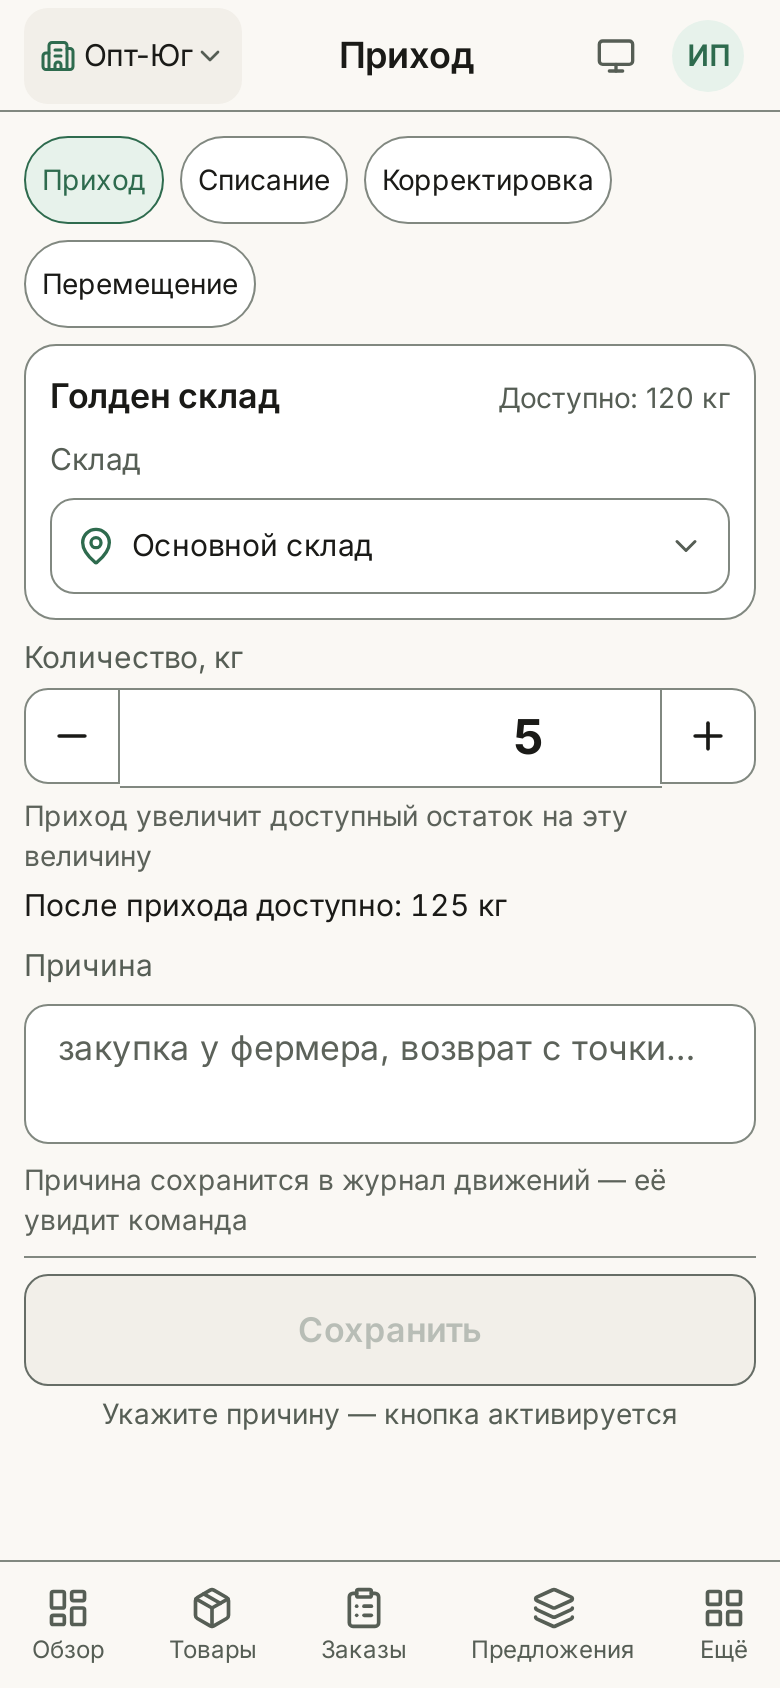 Опт-Юг
Приход
ИП
Приход
Списание
Корректировка
Перемещение
Голден склад
Доступно: 120 кг
Склад
Основной склад
Количество, кг
5
Приход увеличит доступный остаток на эту
величину
После прихода доступно: 125 кг
Причина
закупка у фермера, возврат с точки...
Причина сохранится в журнал движений — её
увидит команда
Сохранить
Укажите причину — кнопка активируется
Обзор
Товары
Заказы
Предложения
Ещё